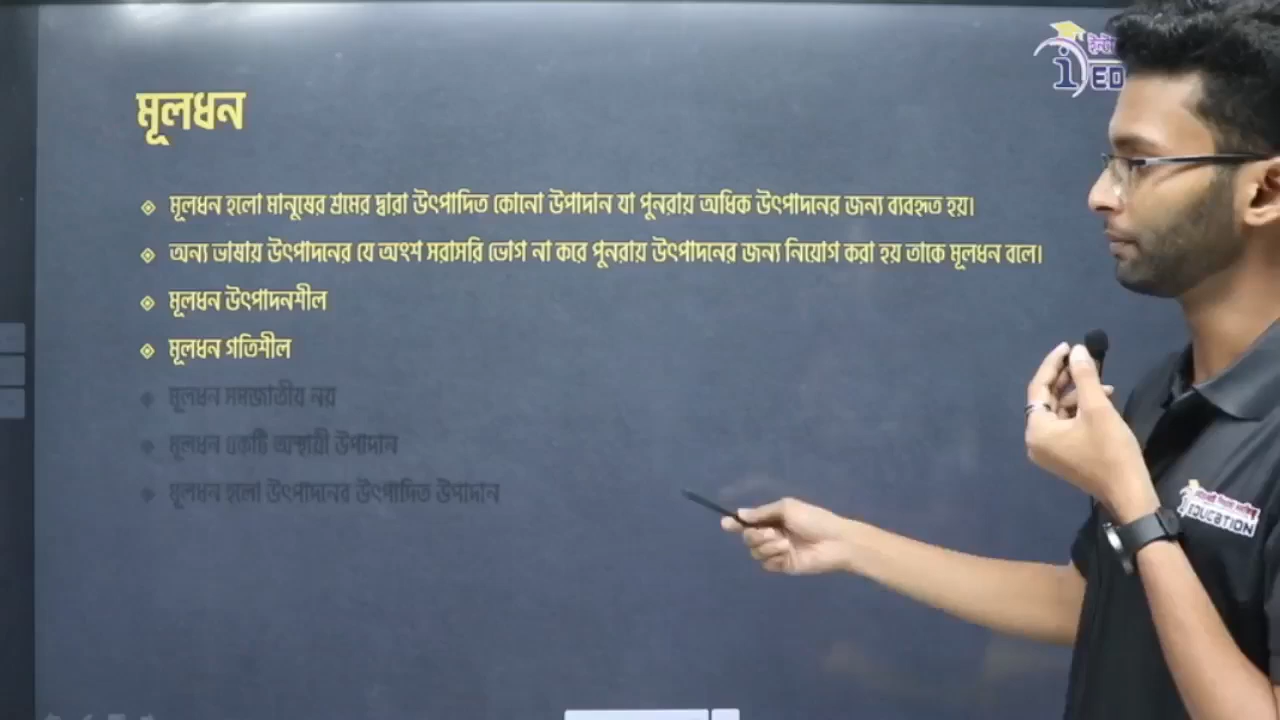 মূলধন
মূলধন হলো মানুষের শ্রমের দ্বারা উৎপাদিত কোনো উপাদান যা পুনরায় অধিক উৎপাদনের জন্য ব্যবহৃত হয়।
অন্য ভাষায় উৎপাদনের যে অংশ সরাসরি ভোগ না করে পুনরায় উৎপাদনের জন্য নিয়োগ করা হয় তাকে মূলধন বলে।
মূলধন উৎপাদনশীল
মূলধন গতিশীল
মূলধন সমজাতীয় নয়
মূলধন একটি অস্থায়ী উপাদান
মূলধন হলো উৎপাদনের উৎপাদিত উপাদান
i ED
EDUCATION